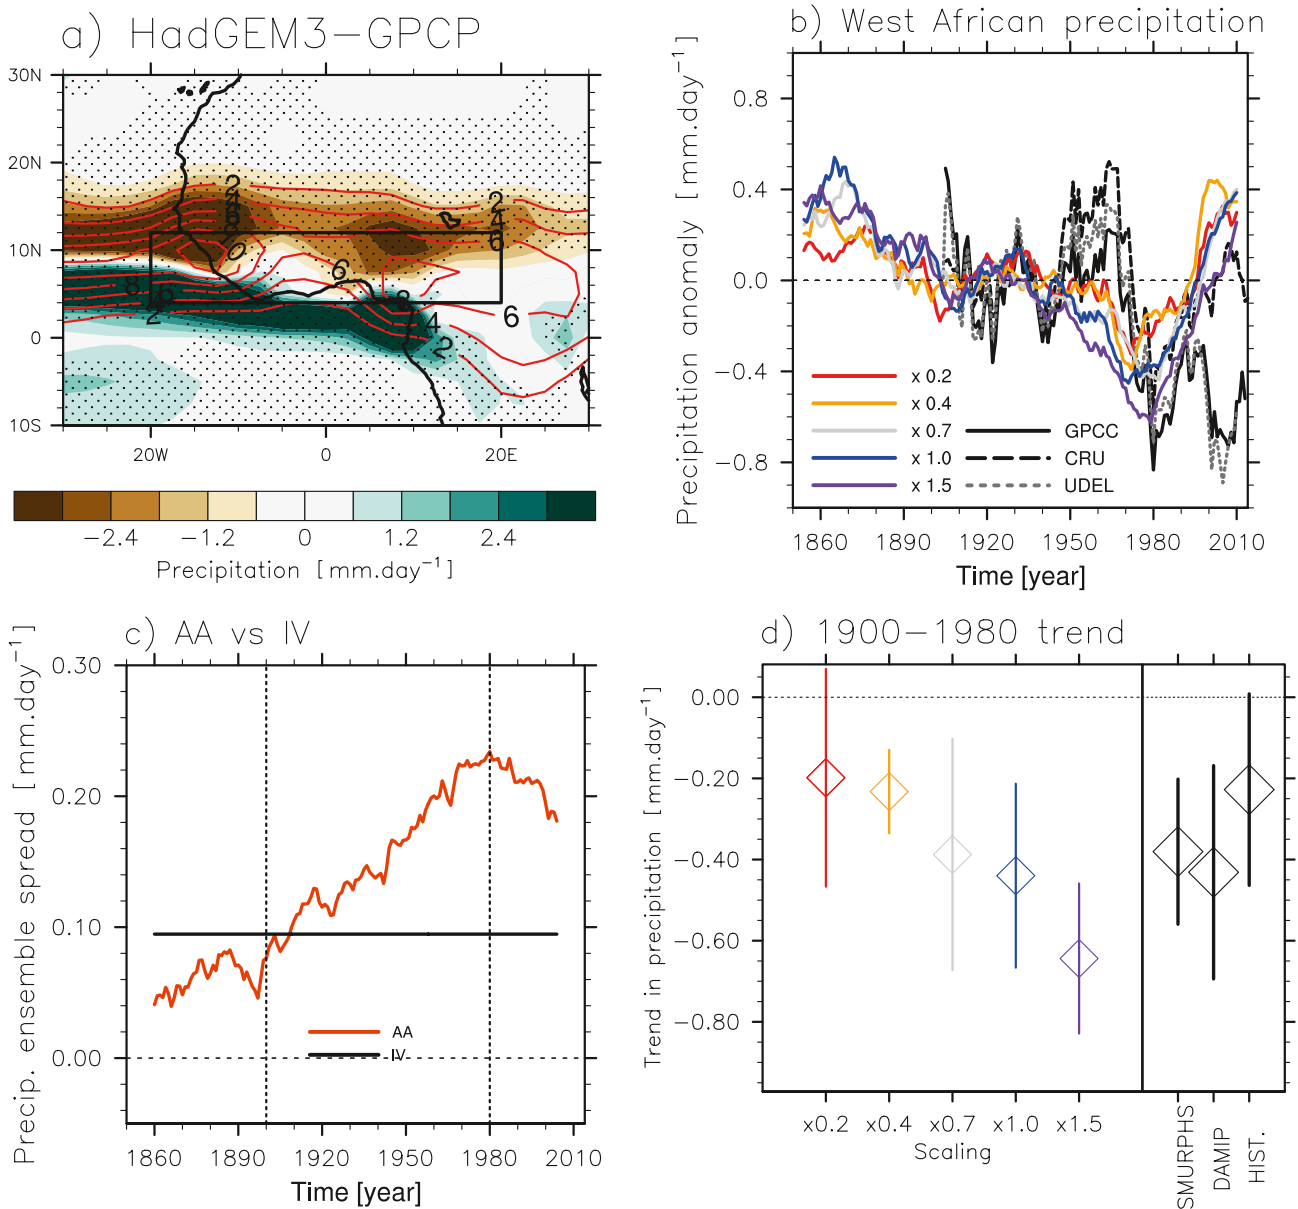 a) HadGEM3−GPCP
30N
20N
10N
0
10S
20W
0
20E
2
4
6
0
8
6
2
6
8
4
2
6
2
4
6
−2.4
−1.2
0
1.2
2.4
Precipitation [mm.day−1]
b) West African precipitation
Precipitation anomaly [mm.day−1]
0.8
0.4
0.0
−0.4
−0.8
x 0.2
x 0.4
x 0.7
x 1.0
x 1.5
GPCC
CRU
UDEL
1860
1890
1920
1950
1980
2010
Time [year]
c) AA vs IV
Precip. ensemble spread [mm.day−1]
0.30
0.20
0.10
0.00
AA
IV
1860
1890
1920
1950
1980
2010
Time [year]
d) 1900−1980 trend
Trend in precipitation [mm.day−1]
0.00
−0.20
−0.40
−0.60
−0.80
x0.2
x0.4
x0.7
x1.0
x1.5
Scaling
SMURPHS
DAMIP
HIST.